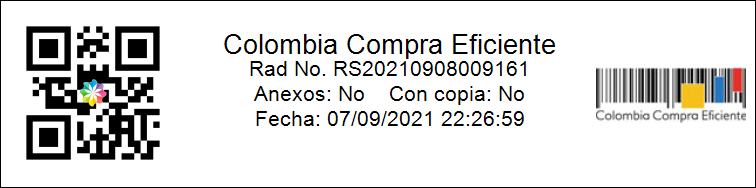 Colombia Compra Eficiente
Rad No. RS20210908009161
Anexos: No    Con copia: No
Fecha: 07/09/2021 22:26:59
Colombia Compra Eficiente